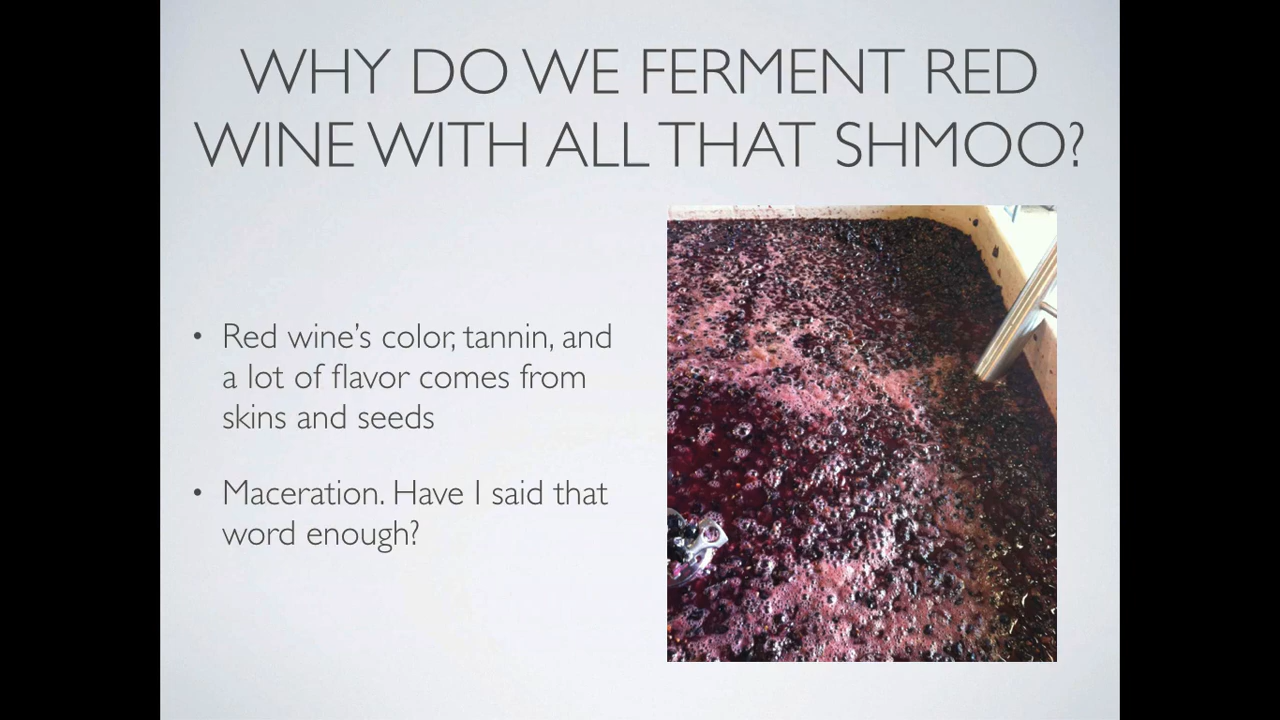 WHY DO WE FERMENT RED
WINE WITH ALL THAT SHMOO?
• Red wine’s color, tannin, and
a lot of flavor comes from
skins and seeds
• Maceration. Have I said that
word enough?